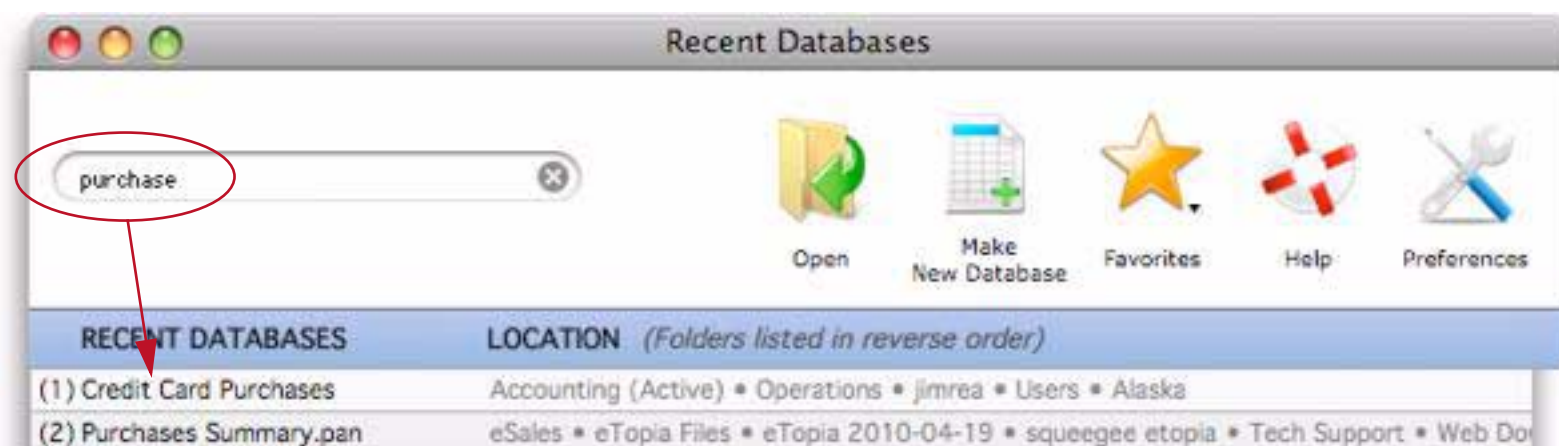 Recent Databases
purchase
Open
Make
New Database
Favorites
Help
Preferences
RECENT DATABASES LOCATION (Folders listed in reverse order)
(1) Credit Card Purchases Accounting (Active) • Operations • jimrea • Users • Alaska
(2) Purchases Summary.pan eSales • eTopia Files • eTopia 2010-04-19 • squeegee etopia • Tech Support • Web